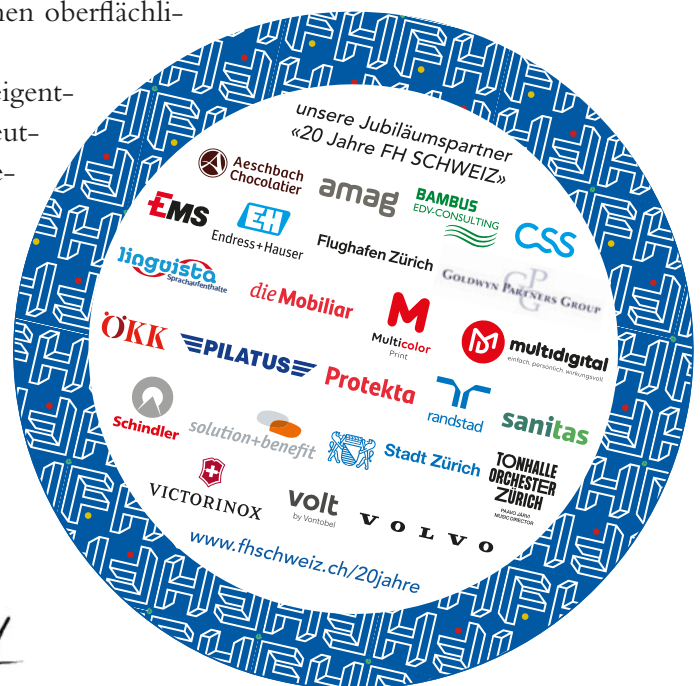 nen oberflächli-
eigent-
eut-
e-
unsere Jubiläumspartner
«20 Jahre FH SCHWEIZ»
Aeschbach
Chocolatier
amag
BAMBUS
EDV-CONSULTING
CSS
EMS
EH
Endress+Hauser
Flughafen Zürich
linguista
Sprachaufenthalte
die Mobiliar
M
Multicolor
Print
GPG
GOLDWYN PARTNERS GROUP
multidigital
einfach. persönlich. wirkungsvoll.
ÖKK
PILATUS
Protekta
randstad
sanitas
Schindler
solution+benefit
Stadt Zürich
TONHALLE
ORCHESTER
ZÜRICH
PAAVO JÄRVI
MUSIC DIRECTOR
VICTORINOX
volt
by Vontobel
VOLVO
www.fhschweiz.ch/20jahre